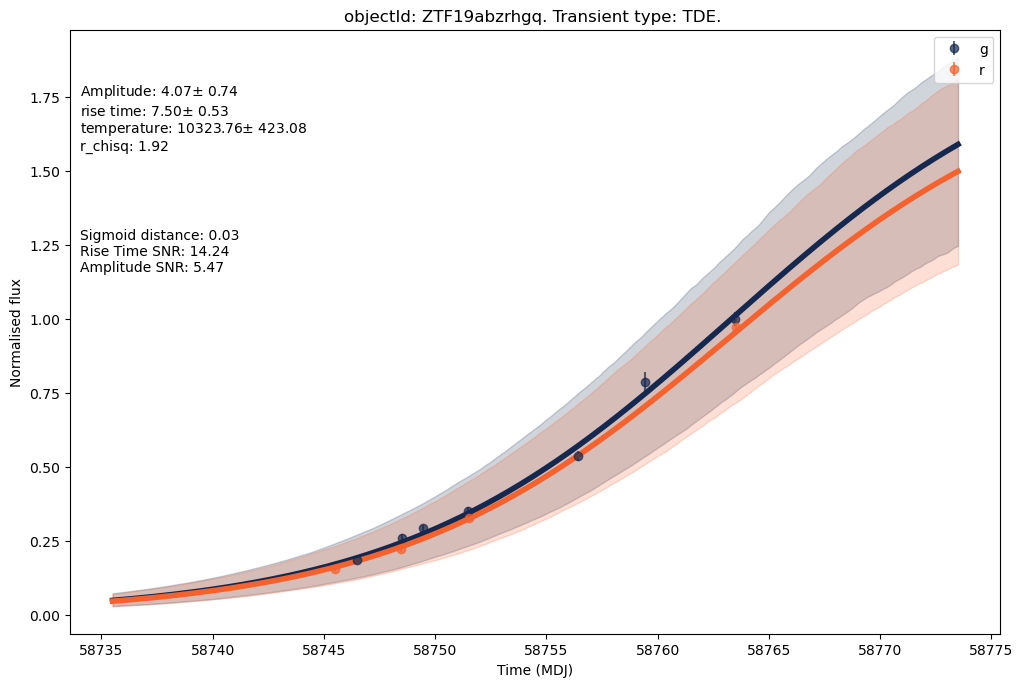 objectId: ZTF19abzrhgq. Transient type: TDE.
g
r
Amplitude: 4.07± 0.74
rise time: 7.50± 0.53
temperature: 10323.76± 423.08
r_chisq: 1.92
Sigmoid distance: 0.03
Rise Time SNR: 14.24
Amplitude SNR: 5.47
Normalised flux
1.75
1.50
1.25
1.00
0.75
0.50
0.25
0.00
58735 58740 58745 58750 58755 58760 58765 58770 58775
Time (MDJ)